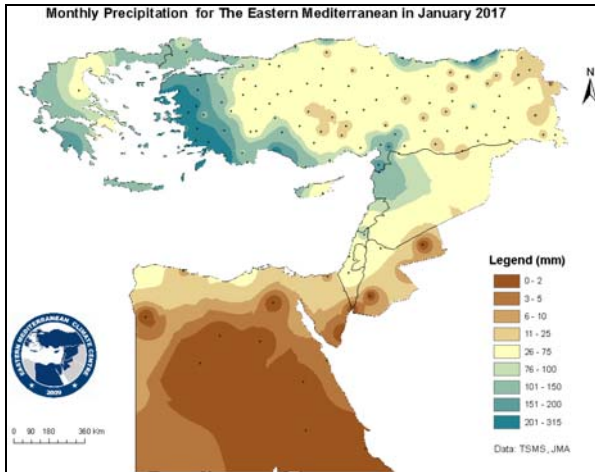 Monthly Precipitation for The Eastern Mediterranean in January 2017
N
Legend (mm)
0 - 2
3 - 5
6 - 10
11 - 25
26 - 75
76 - 100
101 - 150
151 - 200
201 - 315
EASTERN MEDITERRANEAN CLIMATE CENTRE
2009
0 90 180 360 Km
Data: TSMS, JMA